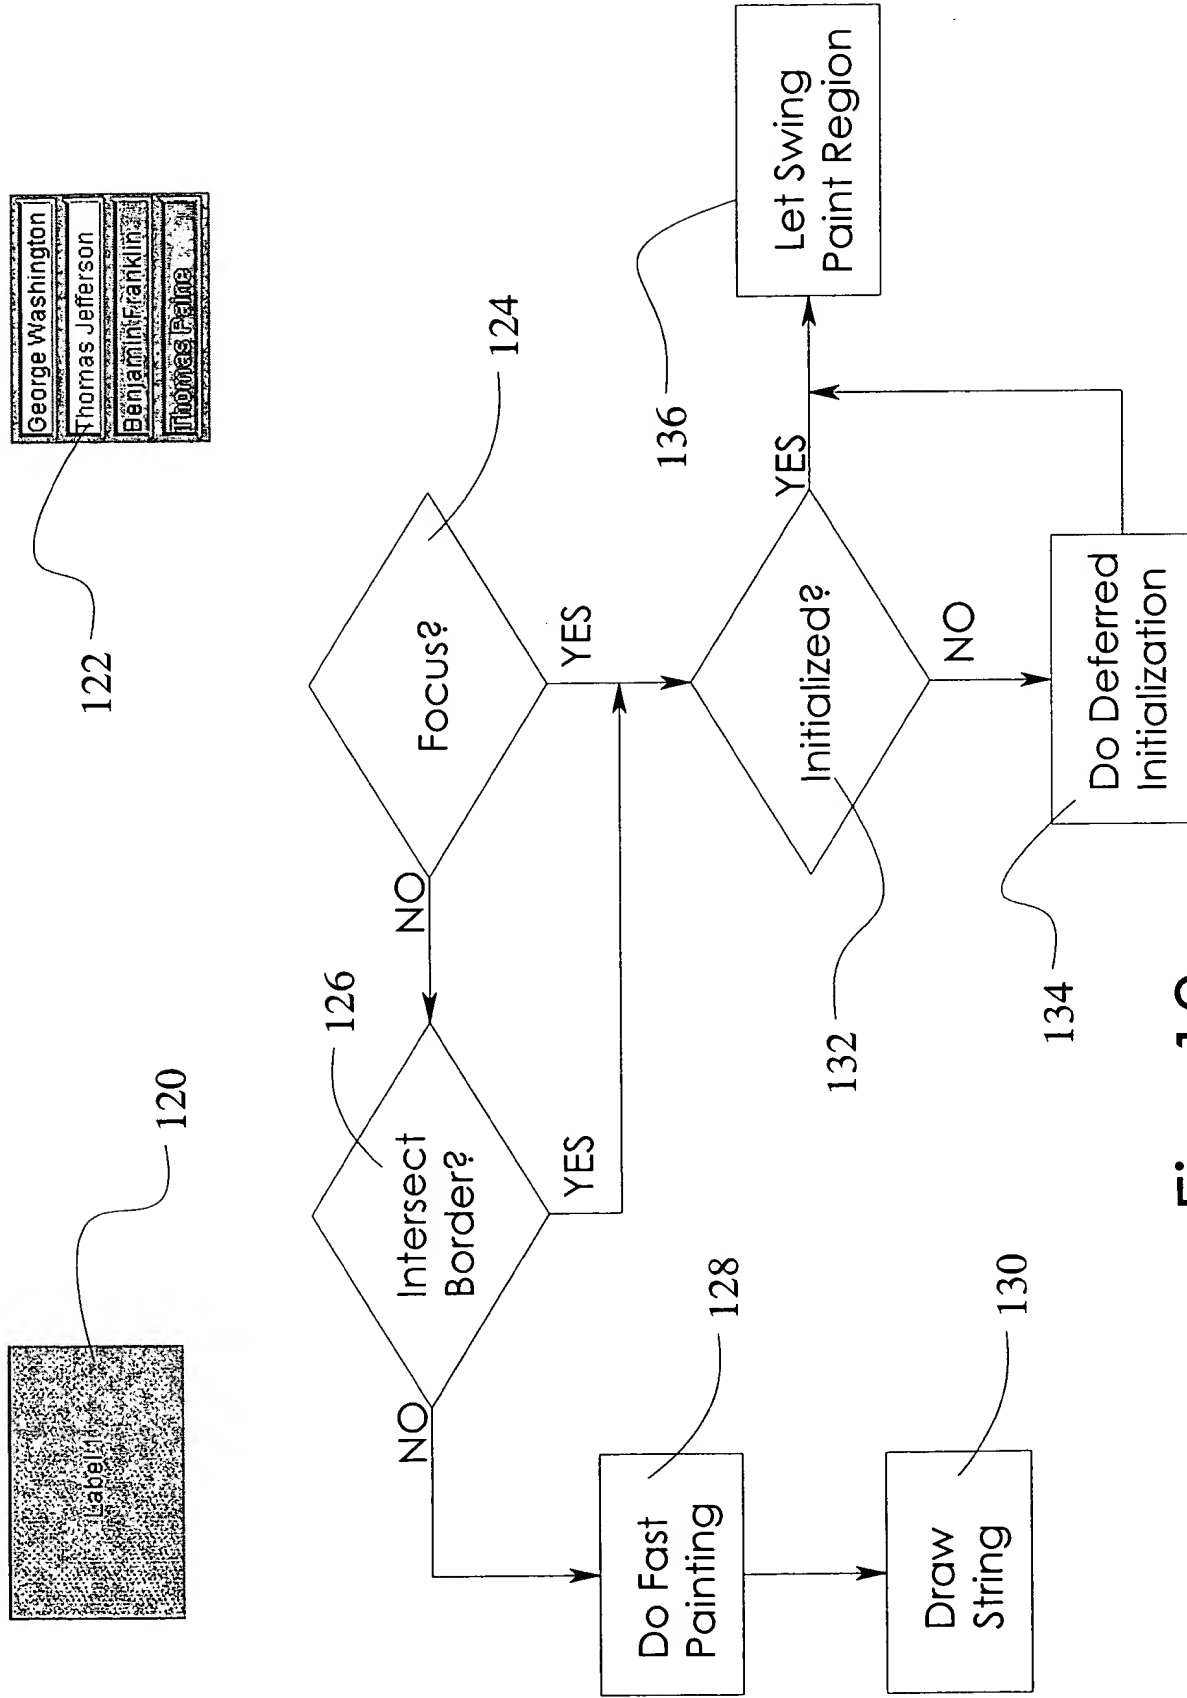 Label1
120
George Washington
Thomas Jefferson
Benjamin Franklin
Thomas Paine
122
Focus?
124
NO
YES
Intersect
Border?
126
NO
YES
Do Fast
Painting
128
Draw
String
130
Initialized?
132
YES
NO
Do Deferred
Initialization
134
Let Swing
Paint Region
136